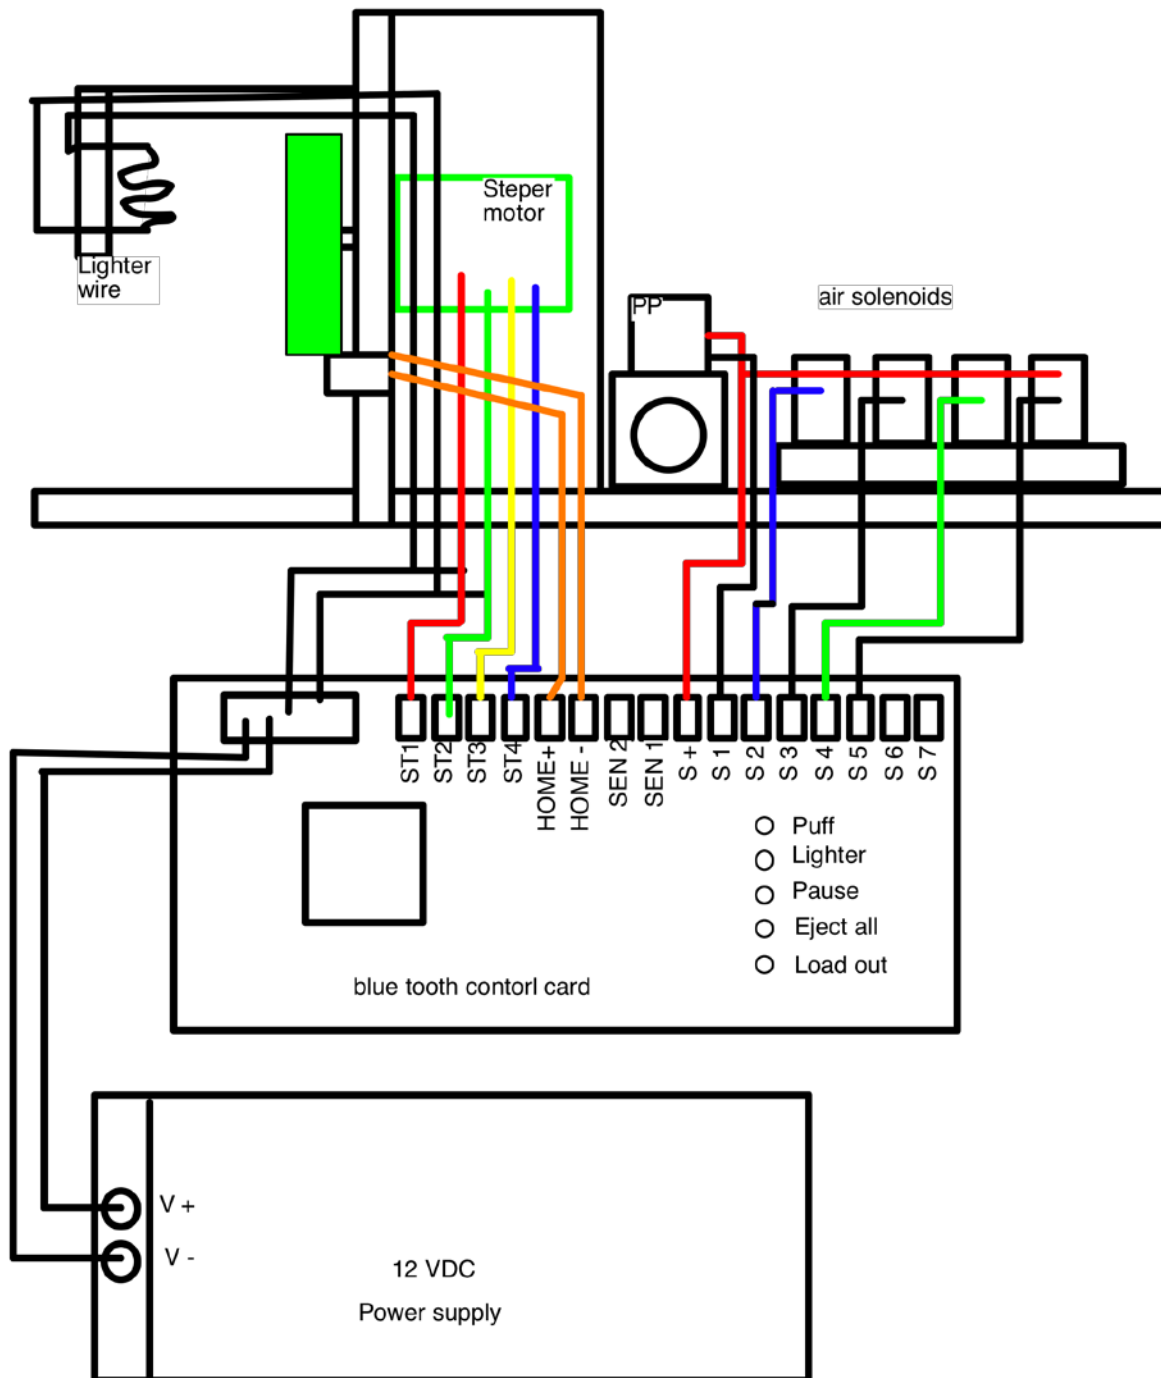 Steper
motor
Lighter
wire
PP
air solenoids
ST1
ST2
ST3
ST4
HOME+
HOME -
SEN 2
SEN 1
S +
S 1
S 2
S 3
S 4
S 5
S 6
S 7
Puff
Lighter
Pause
Eject all
Load out
blue tooth contorl card
V +
V -
12 VDC
Power supply